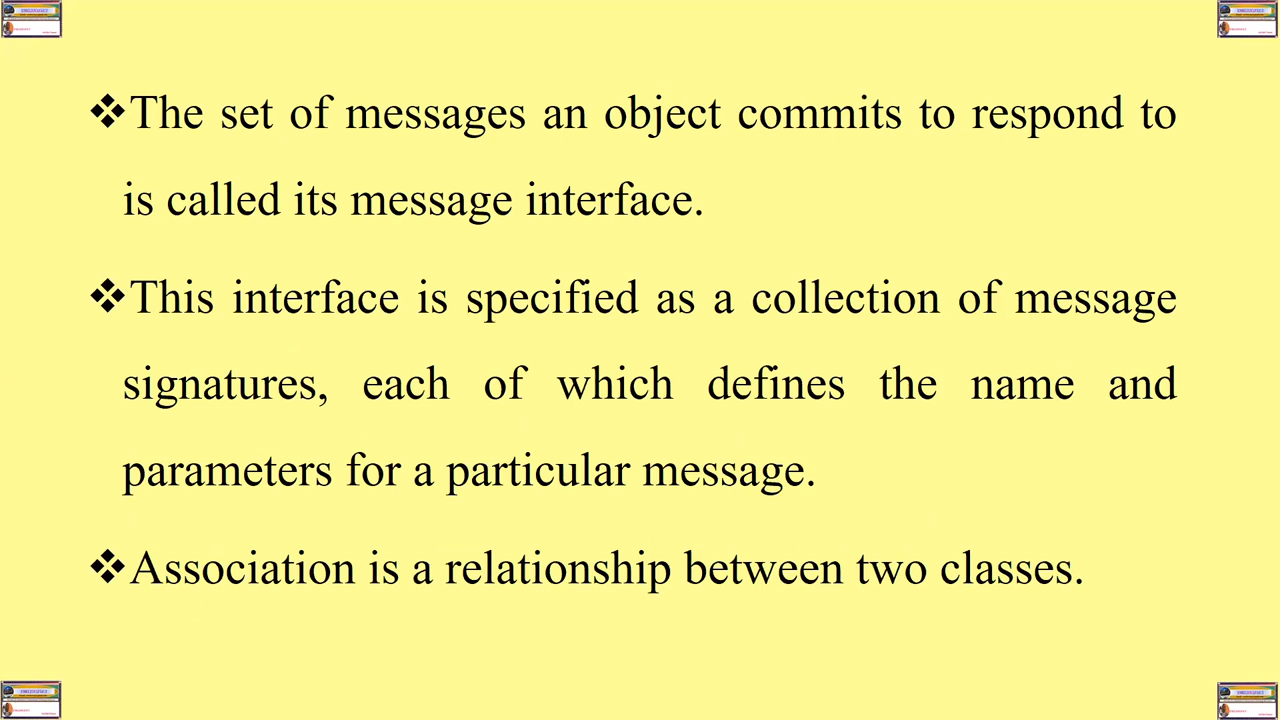 ❖The set of messages an object commits to respond to
is called its message interface.
❖This interface is specified as a collection of message
signatures, each of which defines the name and
parameters for a particular message.
❖Association is a relationship between two classes.